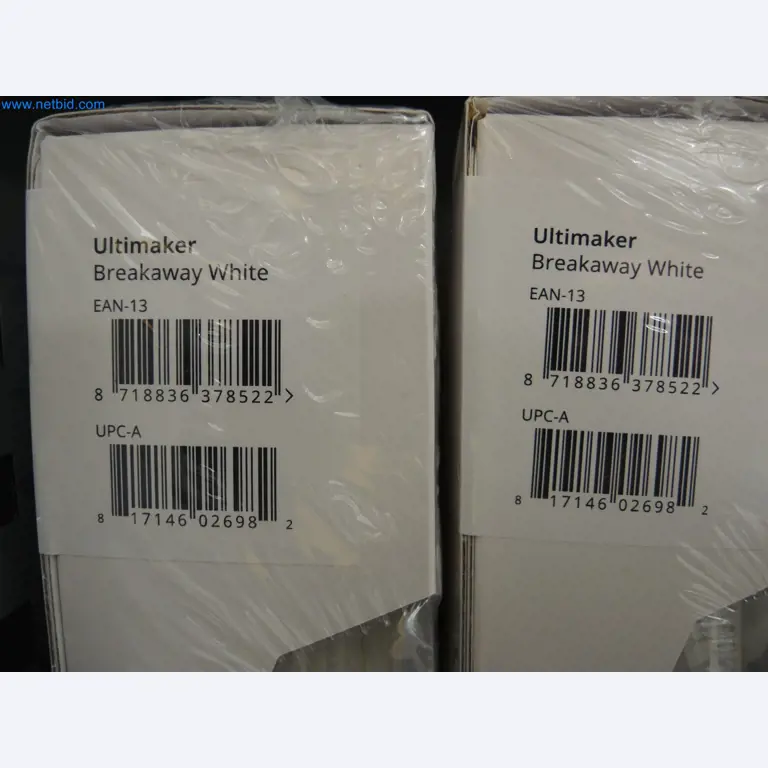 www.netbid.com
Ultimaker
Breakaway White
EAN-13
8 718836 378522 >
UPC-A
8 17146 02698 2
Ultimaker
Breakaway White
EAN-13
8 718836 378522 >
UPC-A
8 17146 02698 2